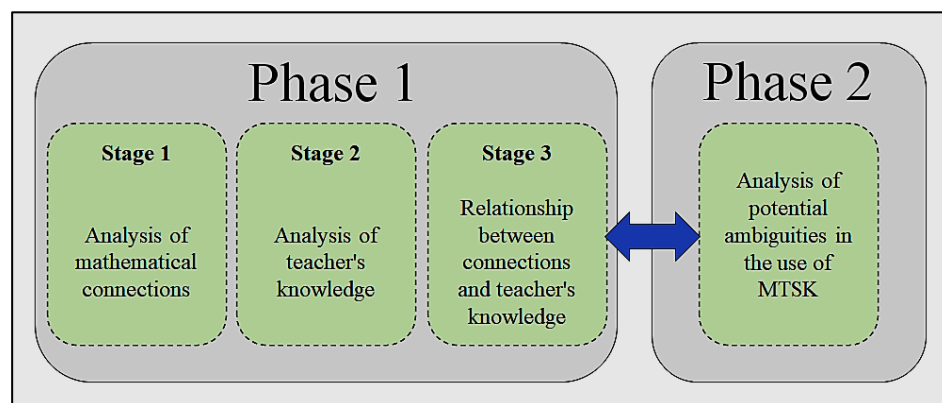 Phase 1
Stage 1
Analysis of
mathematical
connections
Stage 2
Analysis of
teacher's
knowledge
Stage 3
Relationship
between
connections
and teacher's
knowledge
Phase 2
Analysis of
potential
ambiguities in
the use of
MTSK